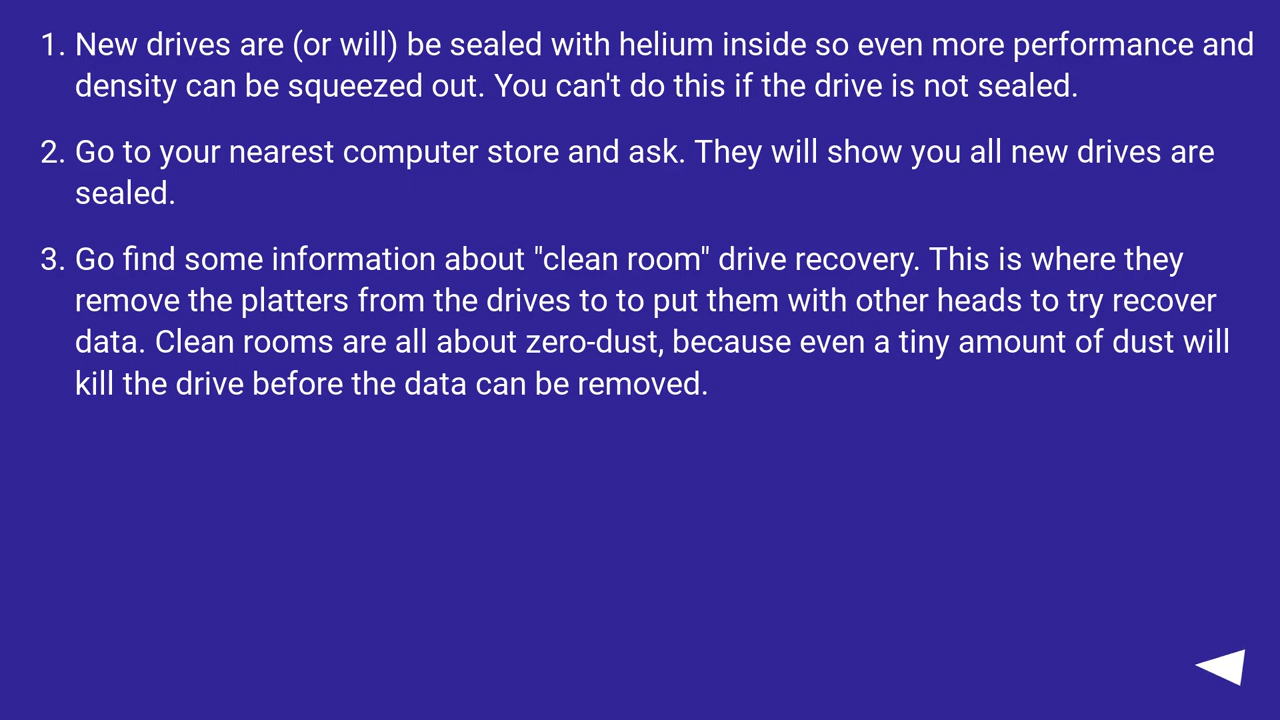 1. New drives are (or will) be sealed with helium inside so even more performance and
density can be squeezed out. You can't do this if the drive is not sealed.
2. Go to your nearest computer store and ask. They will show you all new drives are
sealed.
3. Go find some information about "clean room" drive recovery. This is where they
remove the platters from the drives to to put them with other heads to try recover
data. Clean rooms are all about zero-dust, because even a tiny amount of dust will
kill the drive before the data can be removed.